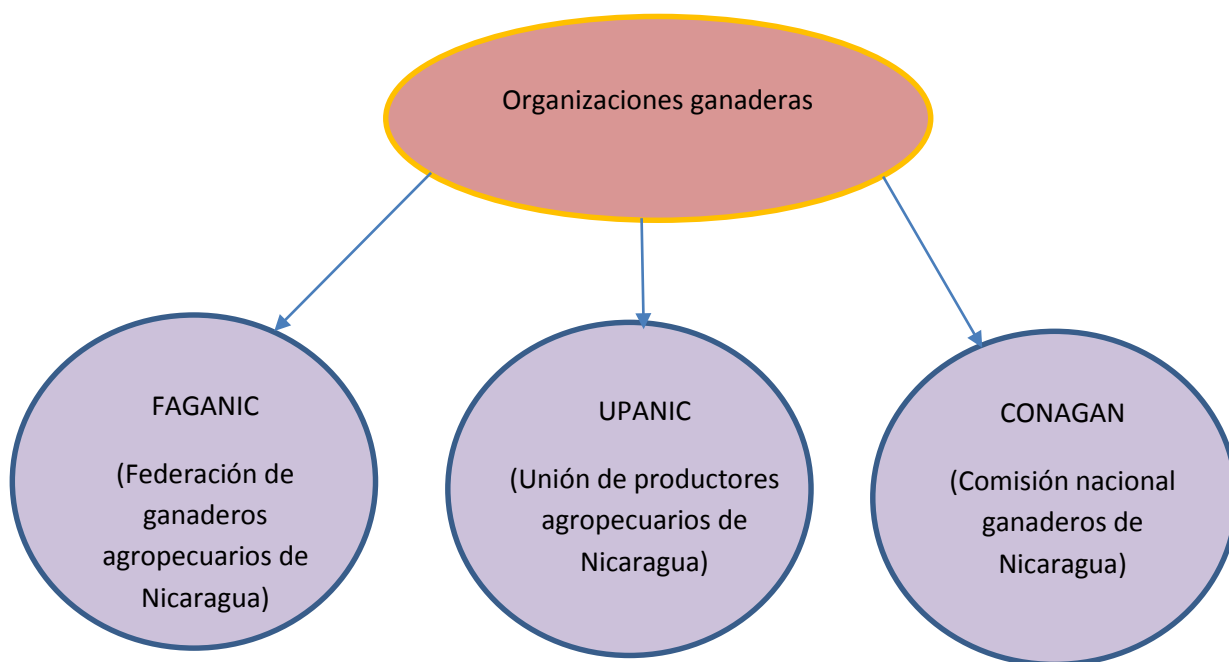 Organizaciones ganaderas
FAGANIC
(Federación de
ganaderos
agropecuarios de
Nicaragua)
UPANIC
(Unión de productores
agropecuarios de
Nicaragua)
CONAGAN
(Comisión nacional
ganaderos de
Nicaragua)